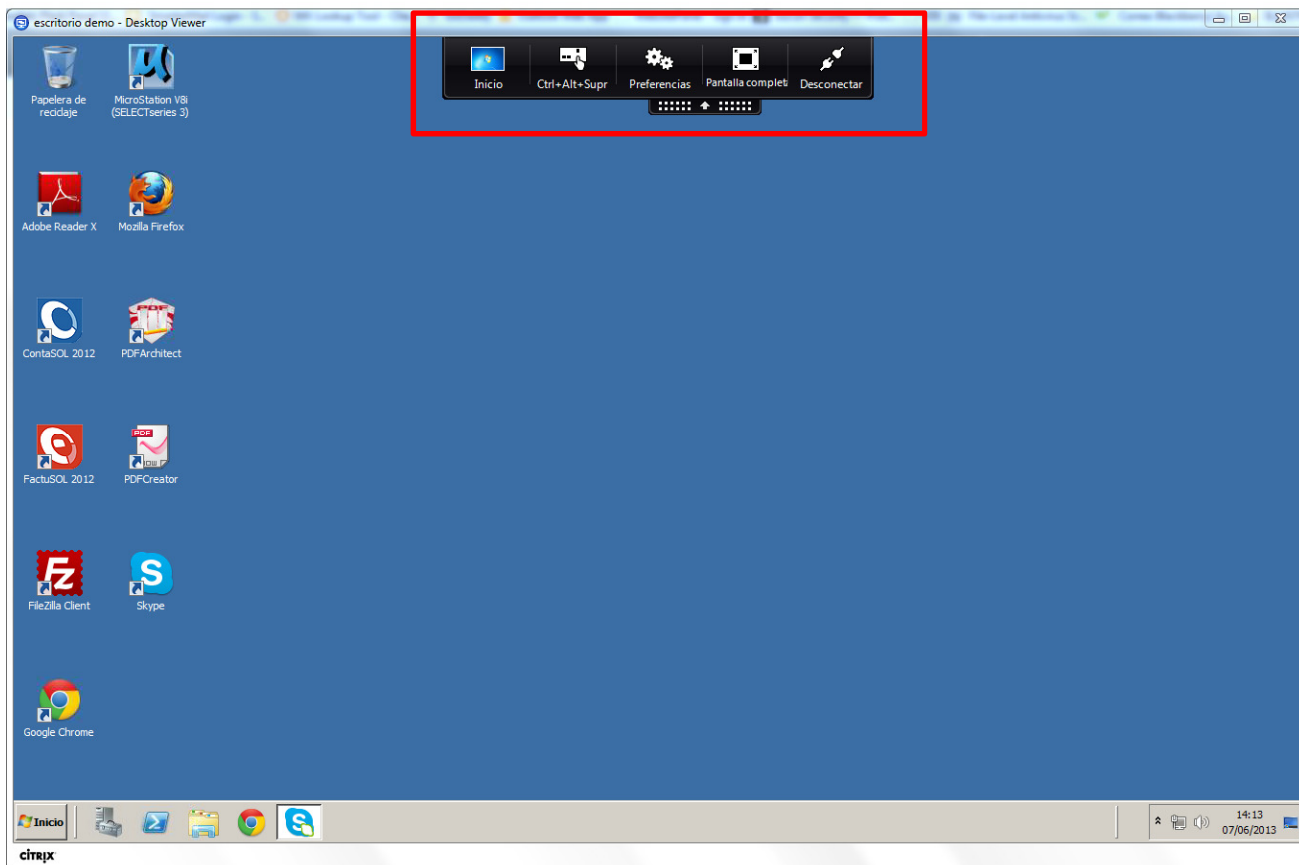 escritorio demo - Desktop Viewer
Inicio
Ctrl+Alt+Supr
Preferencias
Pantalla complet
Desconectar
Papelera de
reciclaje
MicroStation V8i
(SELECTseries 3)
Adobe Reader X
Mozilla Firefox
ContaSOL 2012
PDF
PDFArchitect
FactuSOL 2012
PDF
PDFCreator
FileZilla Client
Skype
Google Chrome
Inicio
14:13
07/06/2013
CITRIX